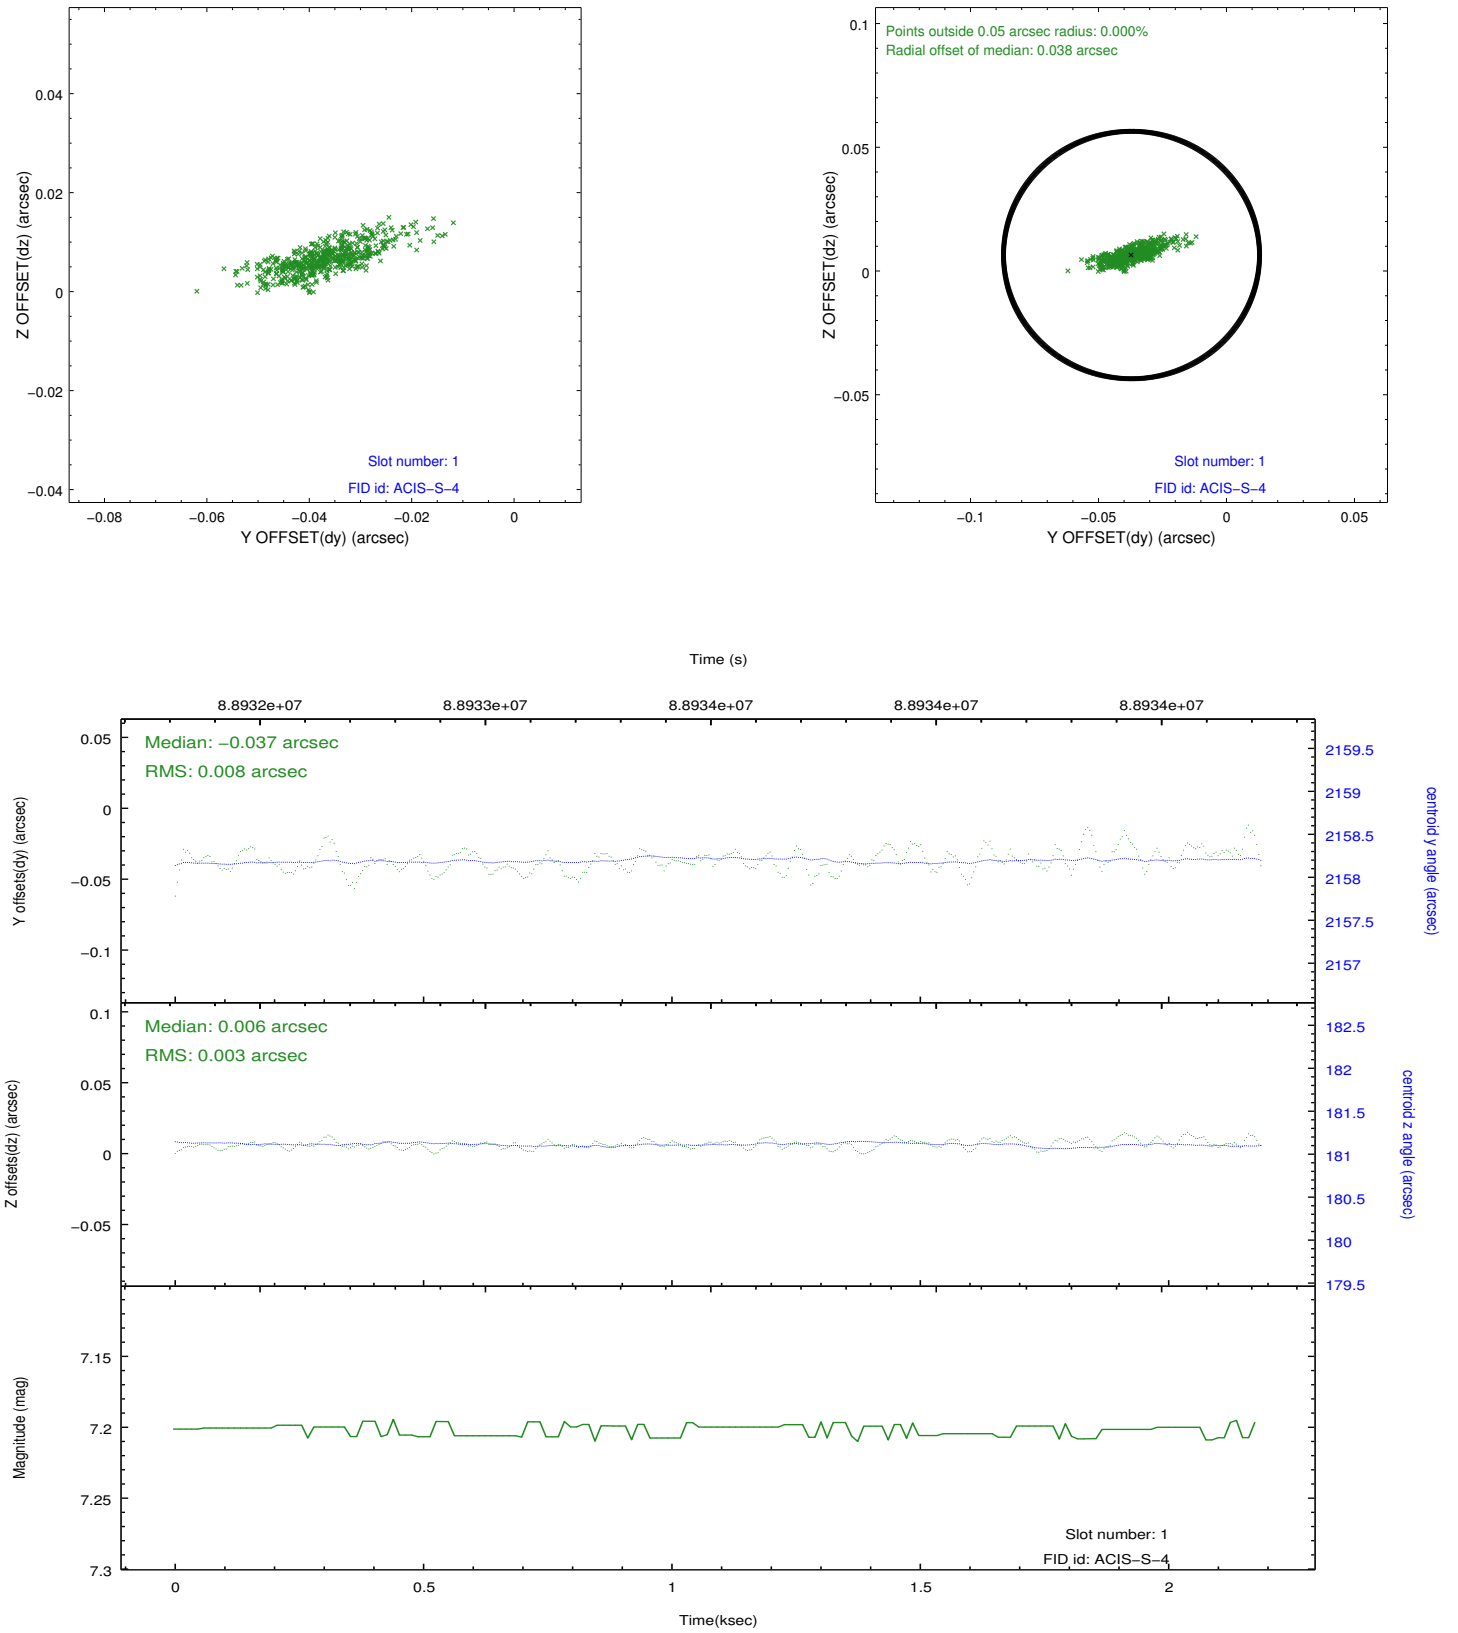 0.04
0.02
0
−0.02
−0.04
Z OFFSET(dz) (arcsec)
Slot number: 1
FID id: ACIS−S−4
−0.08 −0.06 −0.04 −0.02 0
Y OFFSET(dy) (arcsec)
Points outside 0.05 arcsec radius: 0.000%
Radial offset of median: 0.038 arcsec
0.1
0.05
0
−0.05
Z OFFSET(dz) (arcsec)
Slot number: 1
FID id: ACIS−S−4
−0.1 −0.05 0 0.05
Y OFFSET(dy) (arcsec)
Time (s)
8.8932e+07 8.8933e+07 8.8934e+07 8.8934e+07 8.8934e+07
Median: −0.037 arcsec
RMS: 0.008 arcsec
0.05
0
−0.05
−0.1
Y offsets(dy) (arcsec)
2159.5
2159
2158.5
2158
2157.5
2157
centroid y angle (arcsec)
Median: 0.006 arcsec
RMS: 0.003 arcsec
0.1
0.05
0
−0.05
Z offsets(dz) (arcsec)
182.5
182
181.5
181
180.5
180
179.5
centroid z angle (arcsec)
7.15
7.2
7.25
7.3
Magnitude (mag)
Slot number: 1
FID id: ACIS−S−4
0 0.5 1 1.5 2
Time(ksec)